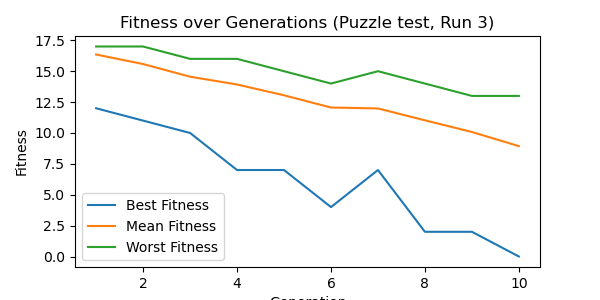 Fitness over Generations (Puzzle test, Run 3)
17.5
15.0
12.5
10.0
7.5
5.0
2.5
0.0
Fitness
Best Fitness
Mean Fitness
Worst Fitness
2 4 6 8 10
Generation